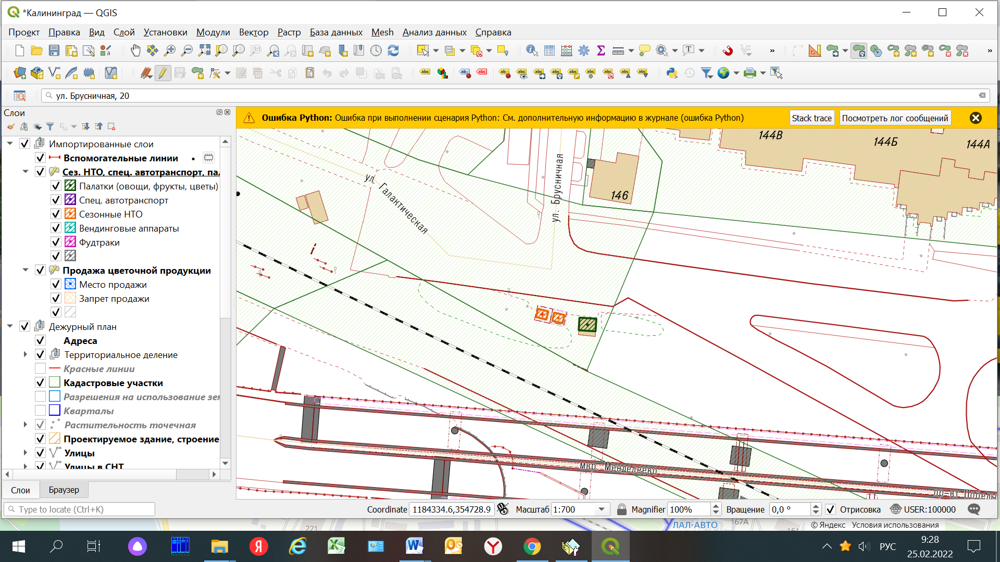 *Калининград — QGIS
Проект Правка Вид Слой Установки Модули Вектор Растр База данных Mesh Анализ данных Справка
ул. Брусничная, 20
Слои
Ошибка Python: Ошибка при выполнении сценария Python: См. дополнительную информацию в журнале (ошибка Python)
Stack trace
Посмотреть лог сообщений
Импортированные слои
Вспомогательные линии
Сез. НТО, спец. автотранспорт, пал
Палатки (овощи, фрукты, цветы)
Спец. автотранспорт
Сезонные НТО
Вендинговые аппараты
Фудтраки
Продажа цветочной продукции
Место продажи
Запрет продажи
Дежурный план
Адреса
Территориальное деление
Красные линии
Кадастровые участки
Разрешения на использование зем
Кварталы
Растительность точечная
Проектируемое здание, строение
Улицы
Улицы в СНТ
Слои
Браузер
144В
144Б
144А
146
ул. Галактическая
ул. Брусничная
мкр. Менделеево
пр-кт Победы
Type to locate (Ctrl+K)
Coordinate 1184334.6,354728.9
Масштаб 1:700
Magnifier 100%
Вращение 0,0 °
Отрисовка
USER:100000
221
ЛАЛ-АВТО
167А
161
© Яндекс Условия использования
РУС
9:28
25.02.2022